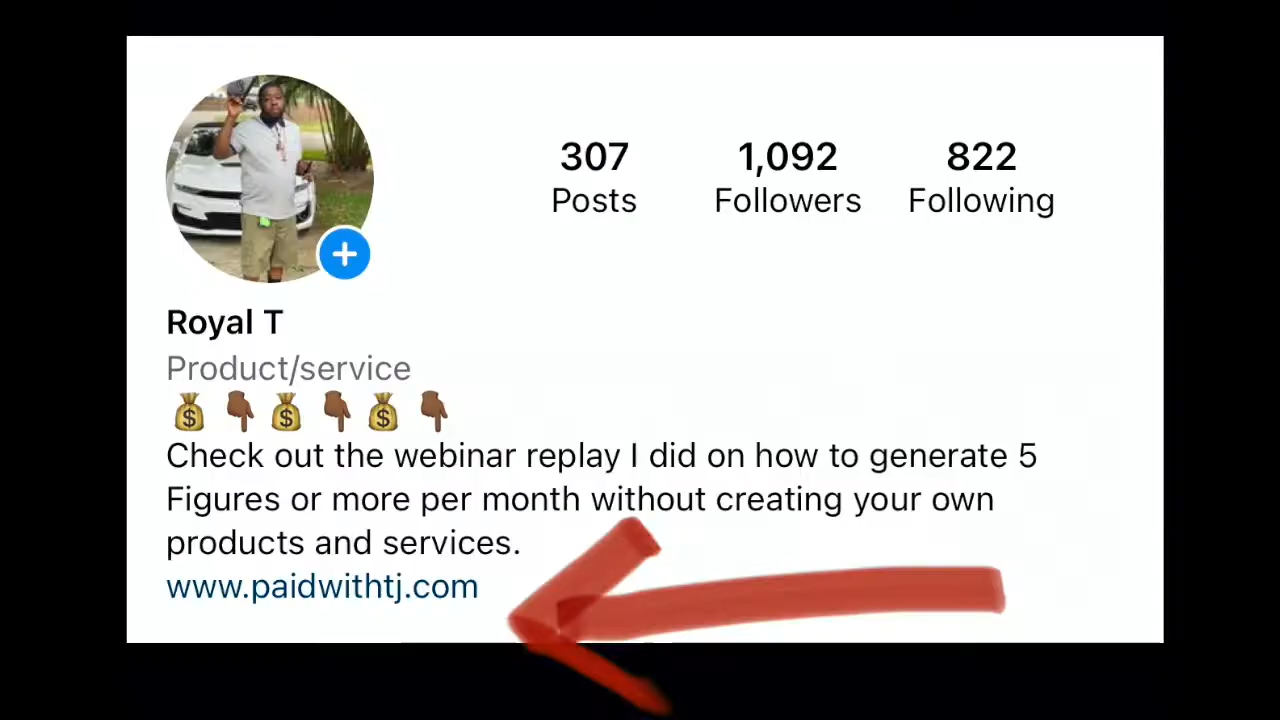 307 1,092 822
Posts Followers Following
Royal T
Product/service
💰👇🏾💰👇🏾💰👇🏾
Check out the webinar replay I did on how to generate 5
Figures or more per month without creating your own
products and services.
www.paidwithtj.com